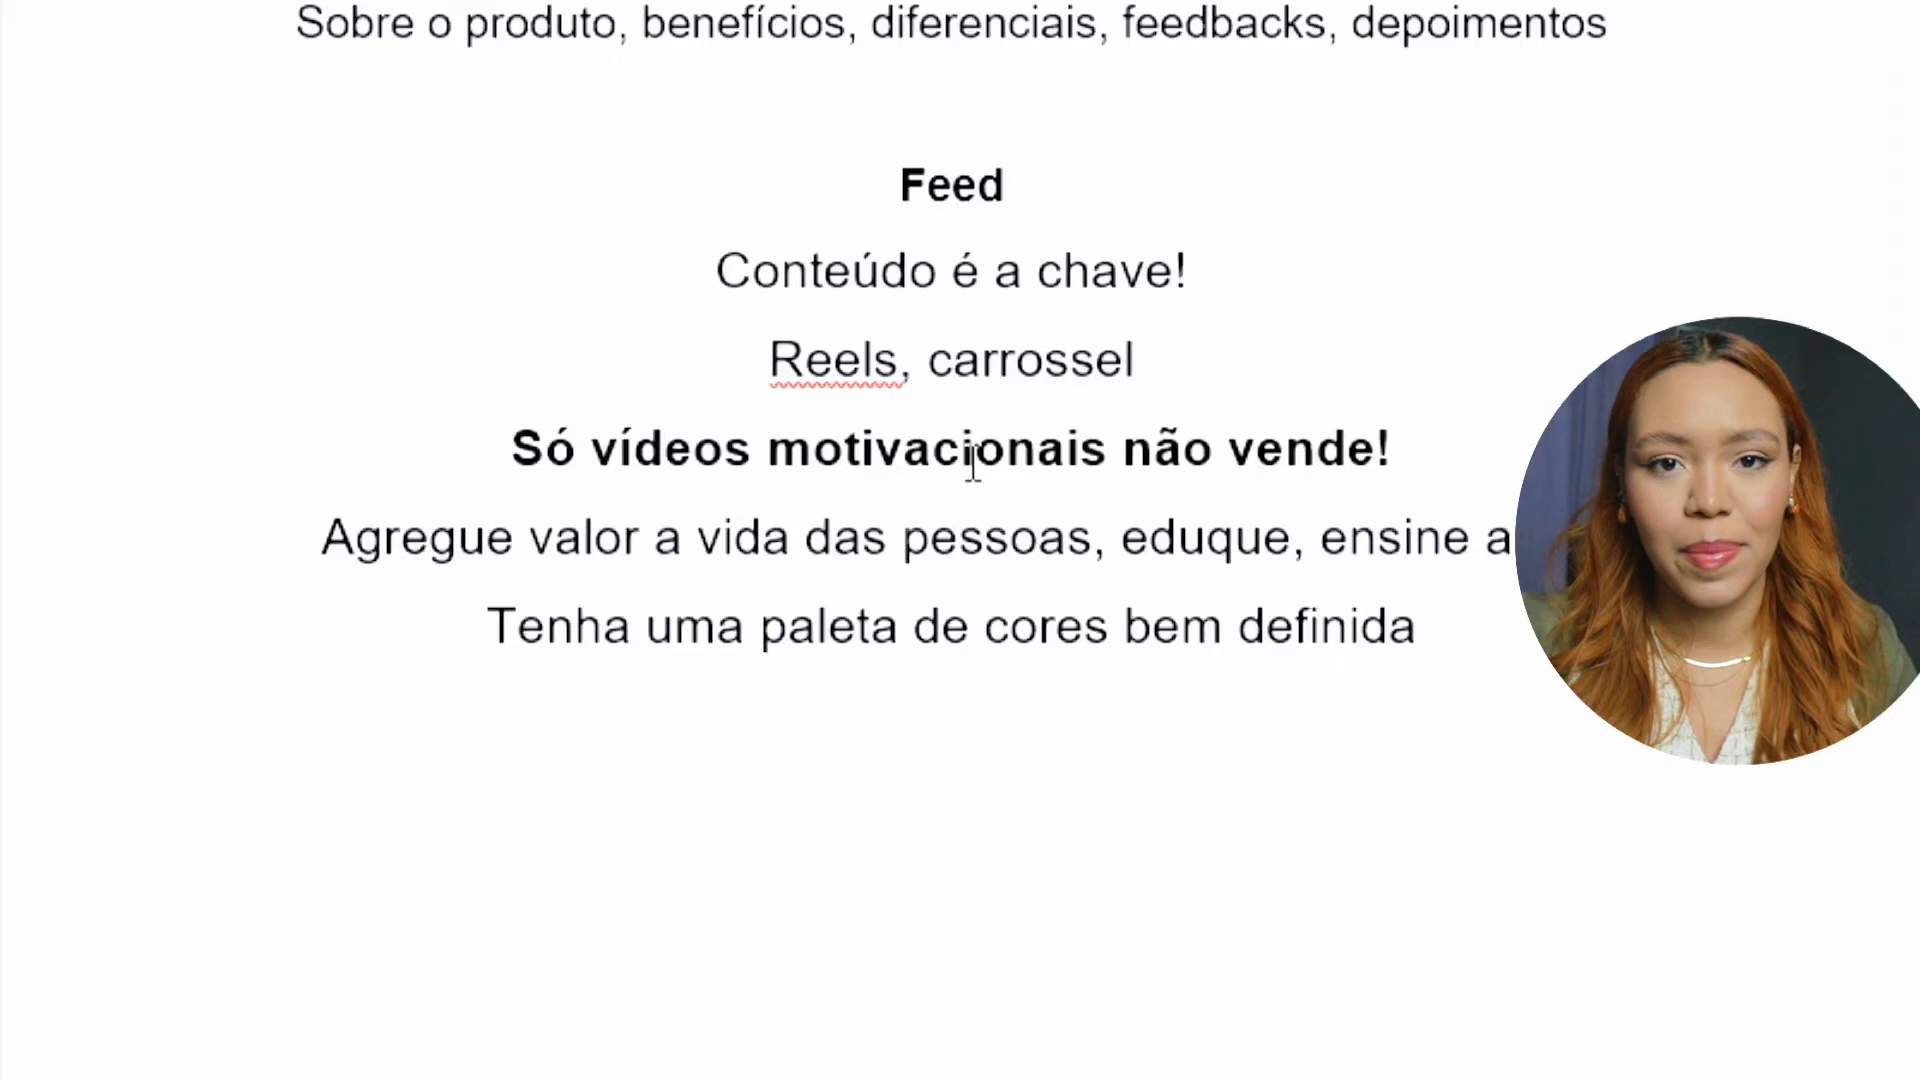 Sobre o produto, benefícios, diferenciais, feedbacks, depoimentos
Feed
Conteúdo é a chave!
Reels, carrossel
Só vídeos motivacionais não vende!
Agregue valor a vida das pessoas, eduque, ensine a
Tenha uma paleta de cores bem definida